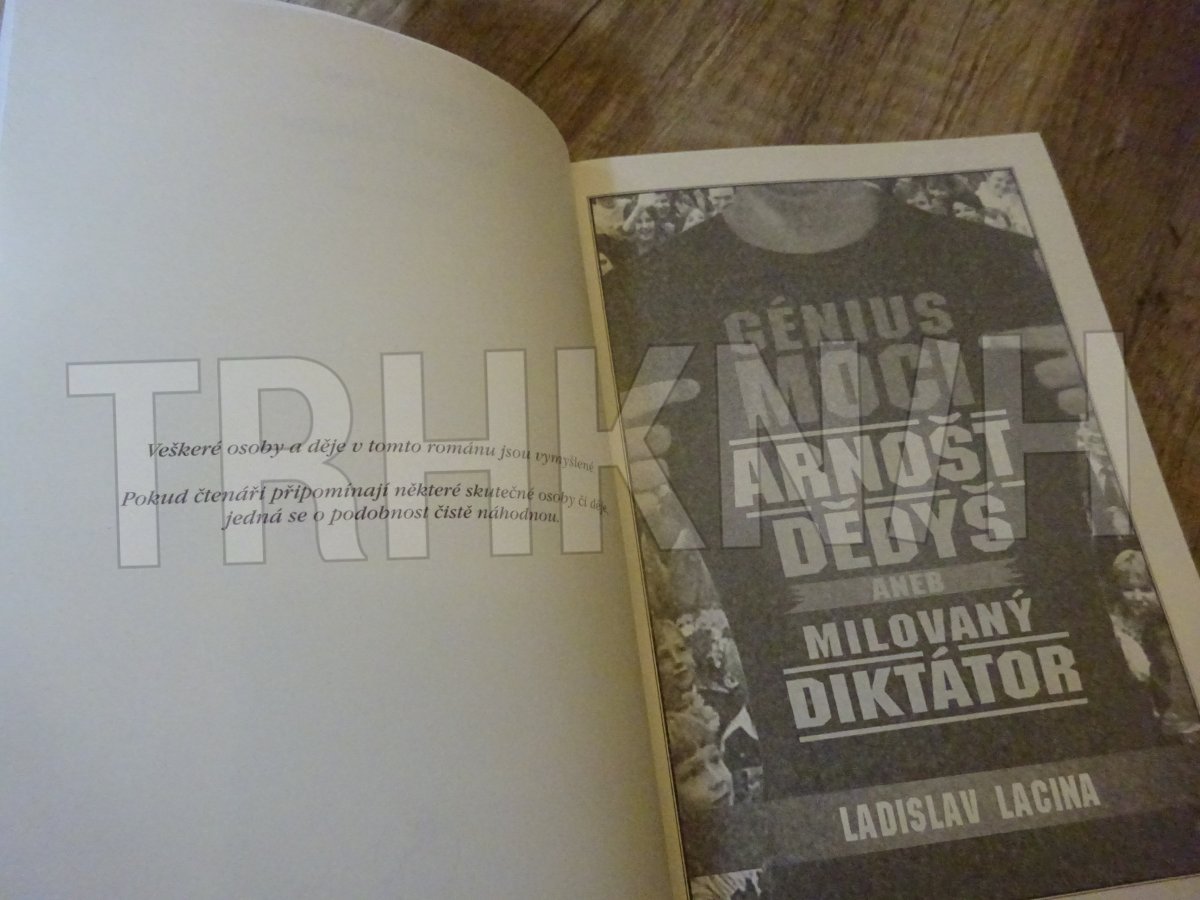 Veškeré osoby a děje v tomto románu jsou vymyšlené
Pokud čtenáři připomínají některé skutečné osoby či děje,
jedná se o podobnost čistě náhodnou.
GÉNIUS
MOCI
ARNOŠT
DĚDYŠ
ANEB
MILOVANÝ
DIKTÁTOR
LADISLAV LACINA
TRHKNIH